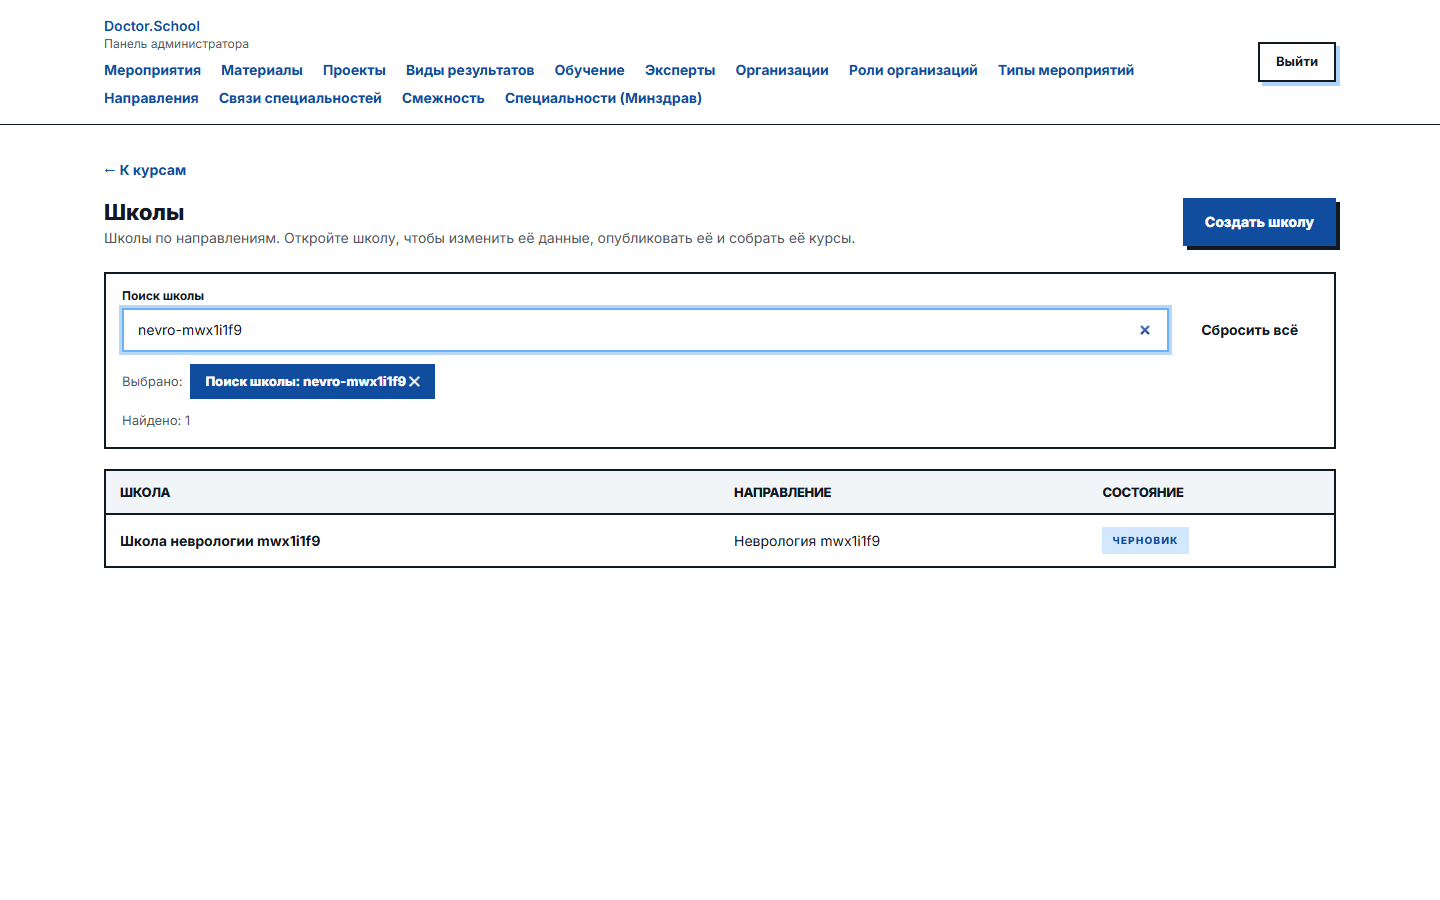 Doctor.School
Панель администратора
Мероприятия Материалы Проекты Виды результатов Обучение Эксперты Организации Роли организаций Типы мероприятий
Направления Связи специальностей Смежность Специальности (Минздрав)
Выйти
← К курсам
Школы
Школы по направлениям. Откройте школу, чтобы изменить её данные, опубликовать её и собрать её курсы.
Создать школу
Поиск школы
nevro-mwx1i1f9 ×
Сбросить всё
Выбрано: Поиск школы: nevro-mwx1i1f9 ×
Найдено: 1
ШКОЛА НАПРАВЛЕНИЕ СОСТОЯНИЕ
Школа неврологии mwx1i1f9 Неврология mwx1i1f9 ЧЕРНОВИК